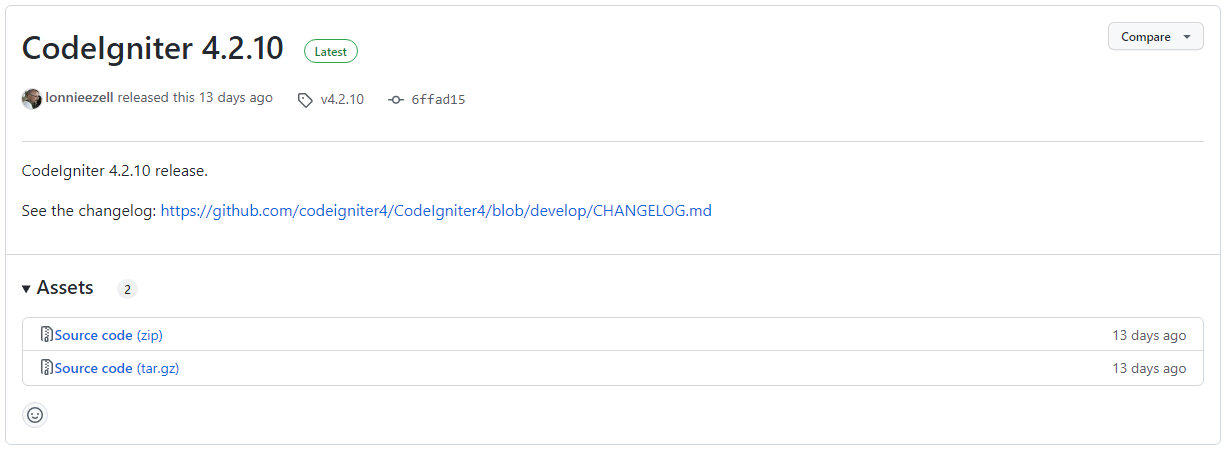 CodeIgniter 4.2.10 Latest Compare
lonnieezell released this 13 days ago v4.2.10 6ffad15
CodeIgniter 4.2.10 release.
See the changelog: https://github.com/codeigniter4/CodeIgniter4/blob/develop/CHANGELOG.md
Assets 2
Source code (zip) 13 days ago
Source code (tar.gz) 13 days ago